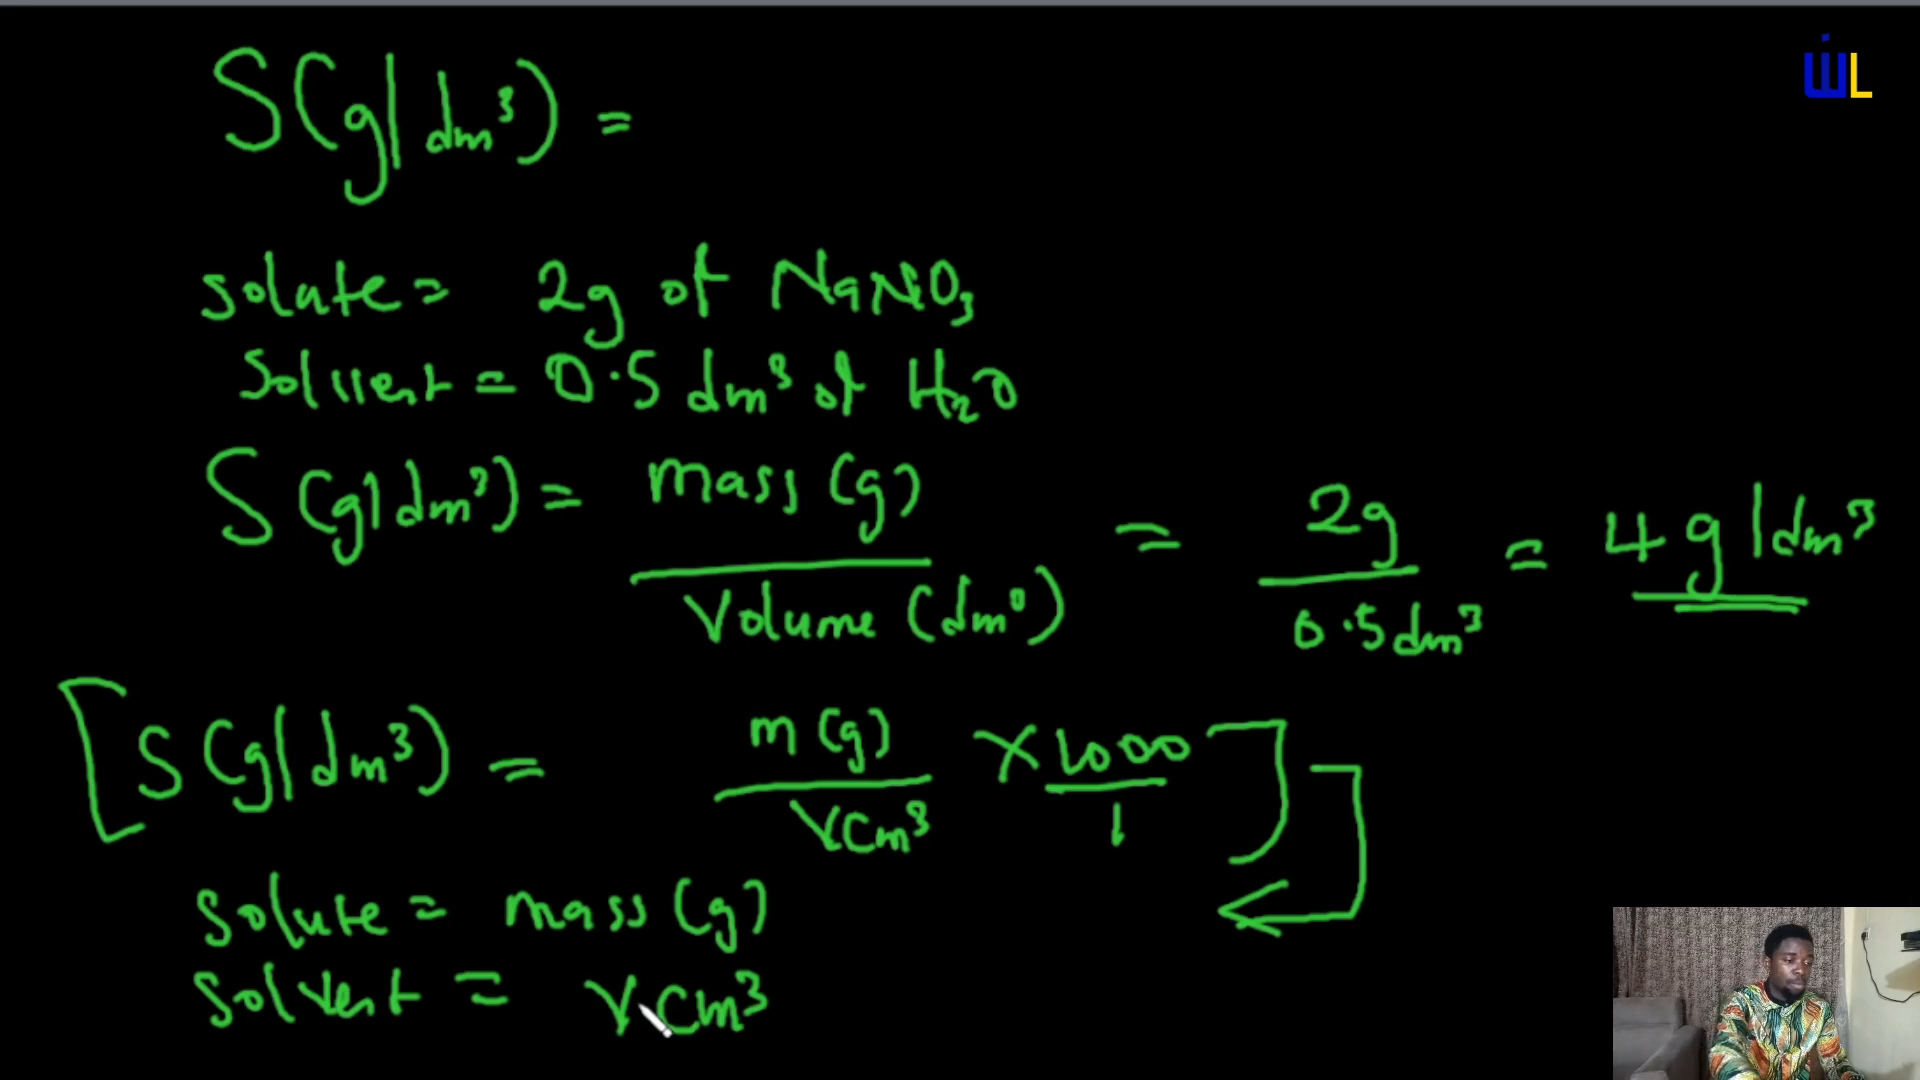 S(g/dm³) =
ẆL
solute = 2g of NaNO₃
Solvent = 0.5 dm³ of H₂O
S(g/dm³) = mass (g) / Volume (dm³) = 2g / 0.5dm³ = 4g/dm³
[S(g/dm³) = m(g) / Vcm³ × 1000 / 1]
Solute = mass (g)
Solvent = Vcm³